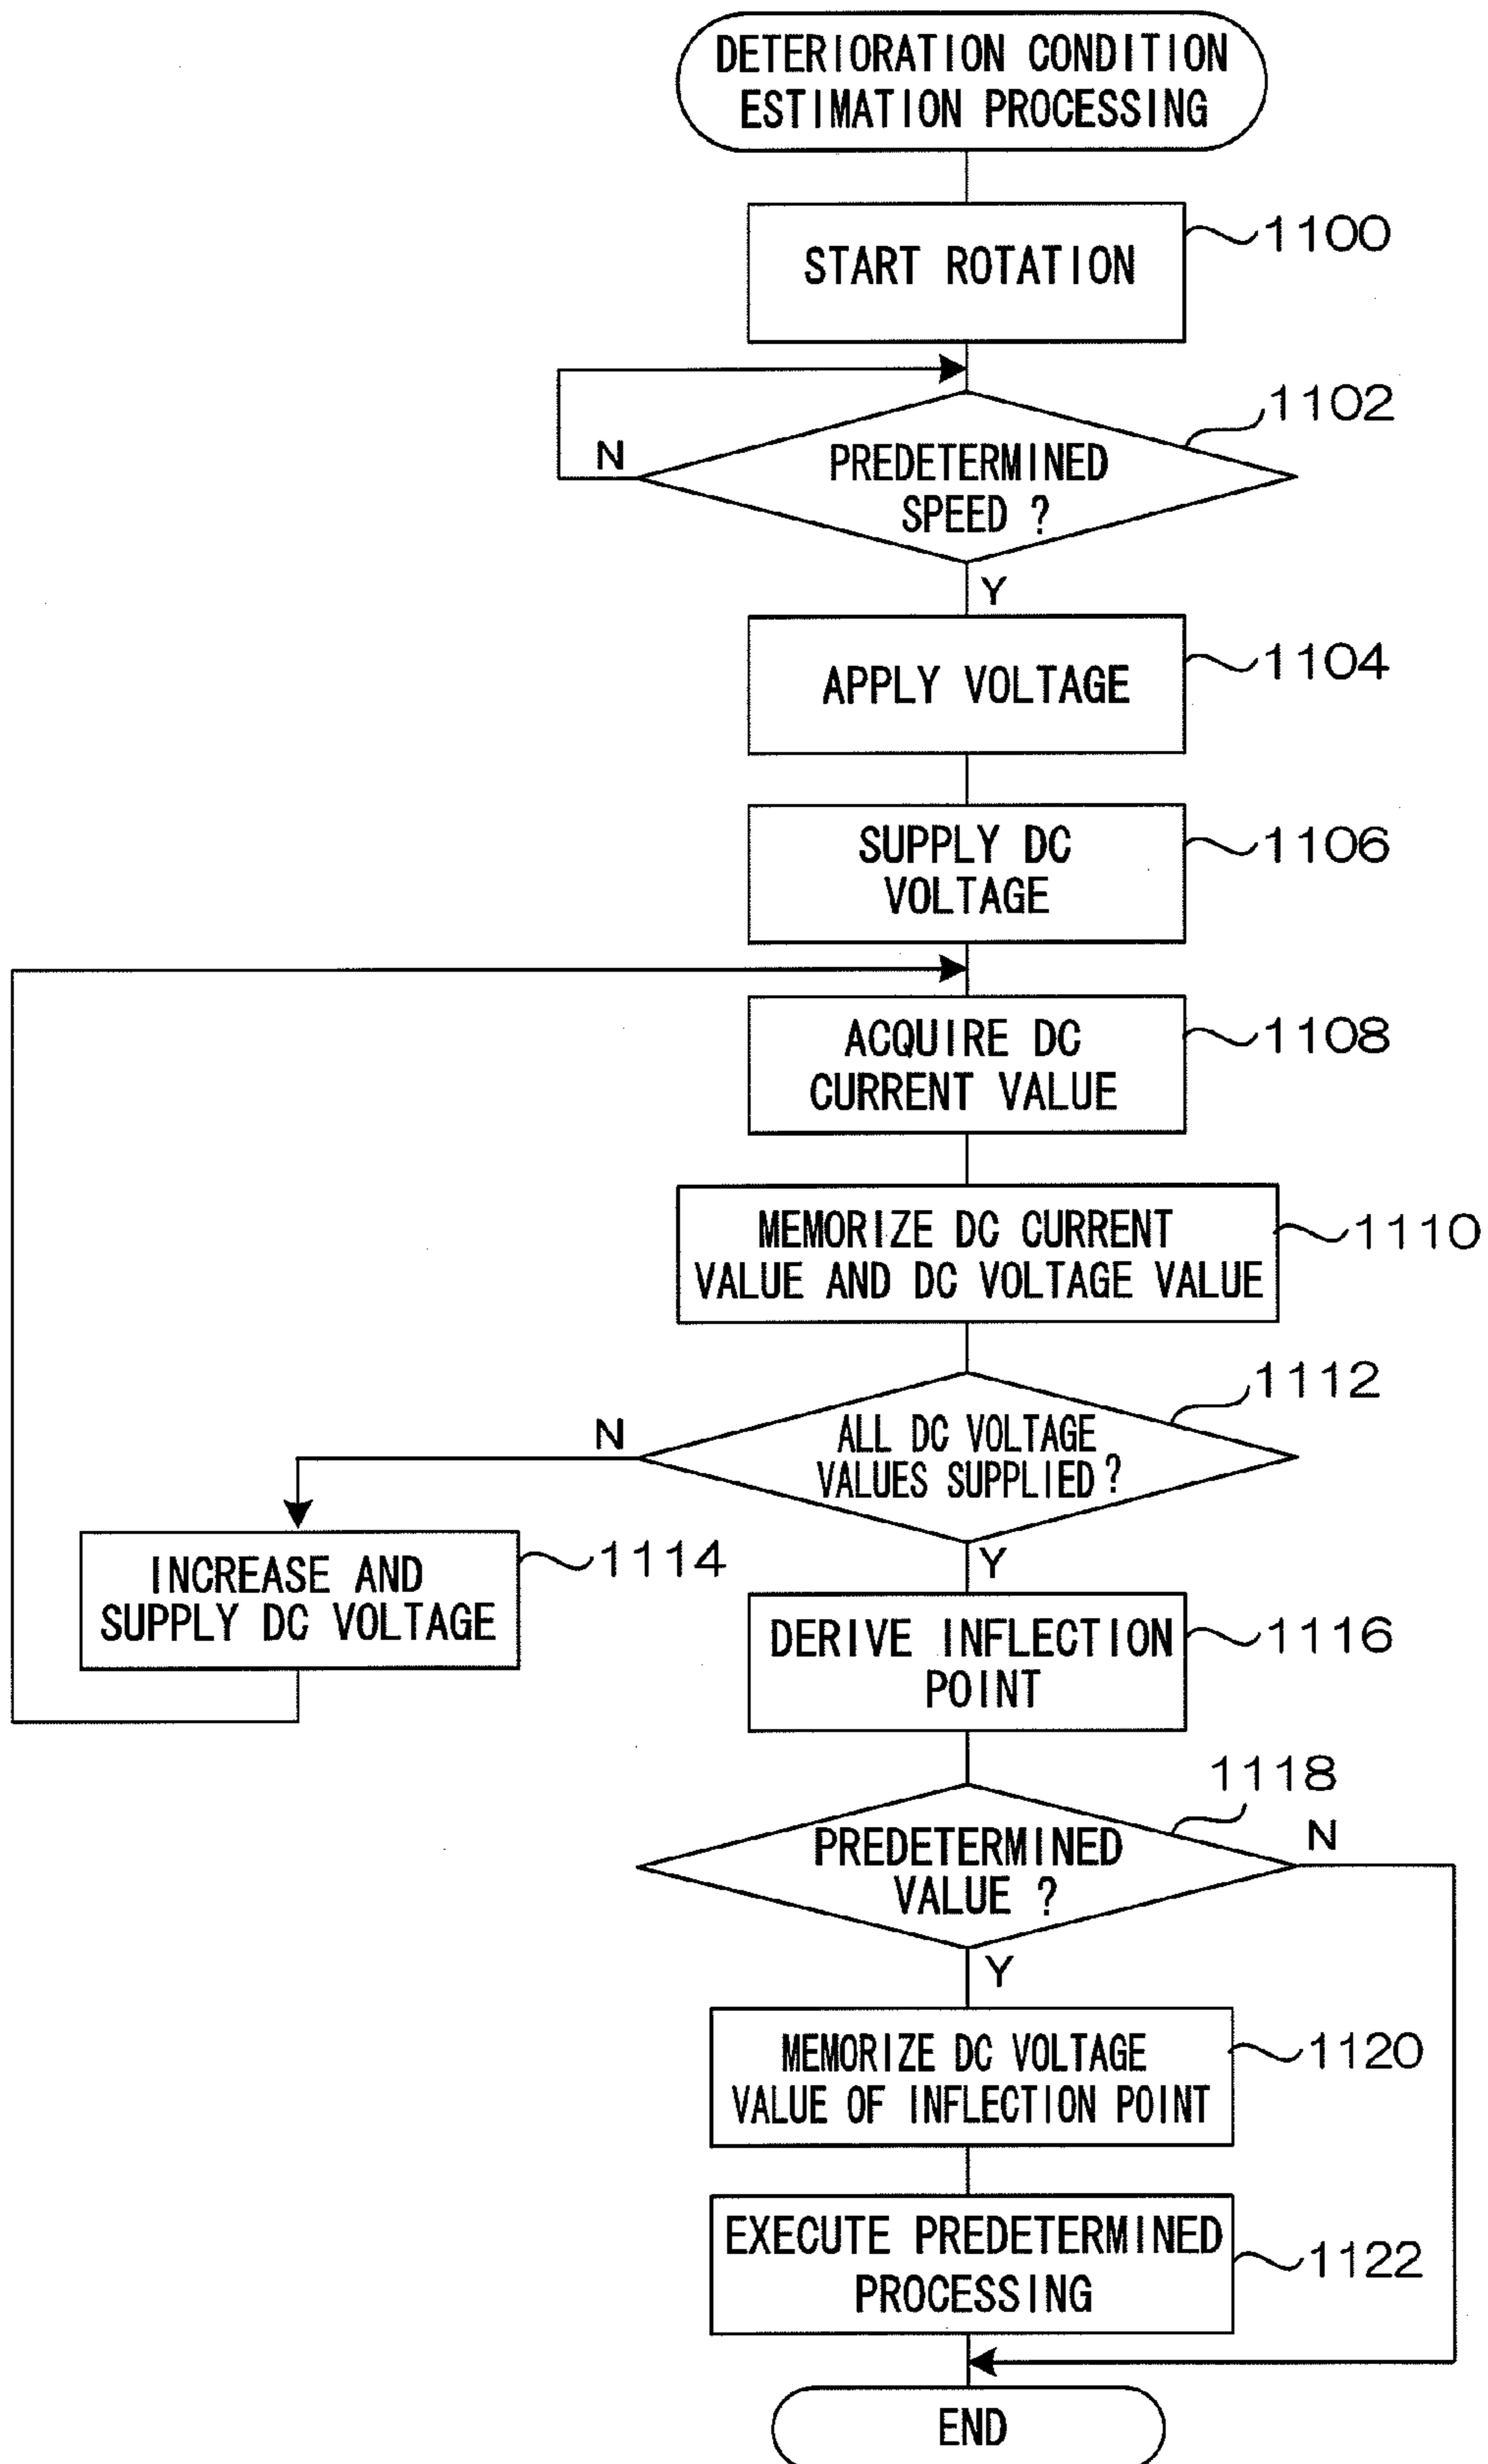 DETERIORATION CONDITION
ESTIMATION PROCESSING
START ROTATION
1100
PREDETERMINED
SPEED ?
1102
N
Y
APPLY VOLTAGE
1104
SUPPLY DC
VOLTAGE
1106
ACQUIRE DC
CURRENT VALUE
1108
MEMORIZE DC CURRENT
VALUE AND DC VOLTAGE VALUE
1110
ALL DC VOLTAGE
VALUES SUPPLIED ?
1112
N
Y
INCREASE AND
SUPPLY DC VOLTAGE
1114
DERIVE INFLECTION
POINT
1116
PREDETERMINED
VALUE ?
1118
N
Y
MEMORIZE DC VOLTAGE
VALUE OF INFLECTION POINT
1120
EXECUTE PREDETERMINED
PROCESSING
1122
END